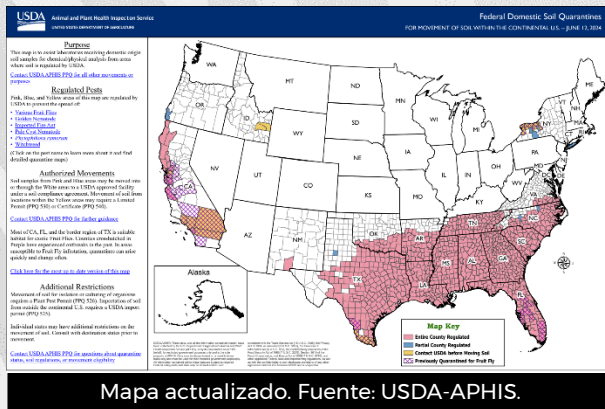 USDA Animal and Plant Health Inspection Service
UNITED STATES DEPARTMENT OF AGRICULTURE
Federal Domestic Soil Quarantines
FOR MOVEMENT OF SOIL WITHIN THE CONTINENTAL U.S. – JUNE 12, 2024
Purpose
This map is to assist laboratories receiving domestic origin
soil samples for chemical/physical analysis from areas
where soil is regulated by USDA.
Contact USDA APHIS PPQ for all other movements or
purposes.
Regulated Pests
Pink, Blue, and Yellow areas of this map are regulated by
USDA to prevent the spread of:
• Various Fruit Flies
• Golden Nematode
• Imported Fire Ant
• Pale Cyst Nematode
• Phytophthora ramorum
• Witchweed
(Click on the pest name to learn more about it and find
detailed quarantine maps)
Authorized Movements
Soil samples from Pink and Blue areas may be moved into
or through the White areas to a USDA approved facility
under a soil compliance agreement. Movement of soil from
locations within the Yellow areas may require a Limited
Permit (PPQ 530) or Certificate (PPQ 540).
Contact USDA APHIS PPQ for further guidance
Most of CA, FL, and the border region of TX is suitable
habitat for exotic Fruit Flies. Counties crosshatched in
Purple have experienced outbreaks in the past. In areas
susceptible to Fruit Fly infestation, quarantines can arise
quickly and change often.
Click here for the most up to date version of this map
Additional Restrictions
Movement of soil for isolation or culturing of organisms
requires a Plant Pest Permit (PPQ 526). Importation of soil
from outside the continental U.S. requires a USDA import
permit (PPQ 525).
Individual states may have additional restrictions on the
movement of soil. Consult with destination states prior to
movement.
Contact USDA APHIS PPQ for questions about quarantine
status, soil regulations, or movement eligibility
WA
MT
ND
MN
ME
OR
ID
SD
WI
MI
VT
NH
NY
MA
WY
IA
PA
NJ
NV
UT
CO
NE
IL
IN
OH
WV
VA
CA
KS
MO
KY
AZ
NM
OK
AR
TN
NC
SC
TX
LA
MS
AL
GA
FL
Alaska
Map Key
Entire County Regulated
Partial County Regulated
Contact USDA before Moving Soil
Previously Quarantined for Fruit Fly
Mapa actualizado. Fuente: USDA-APHIS.